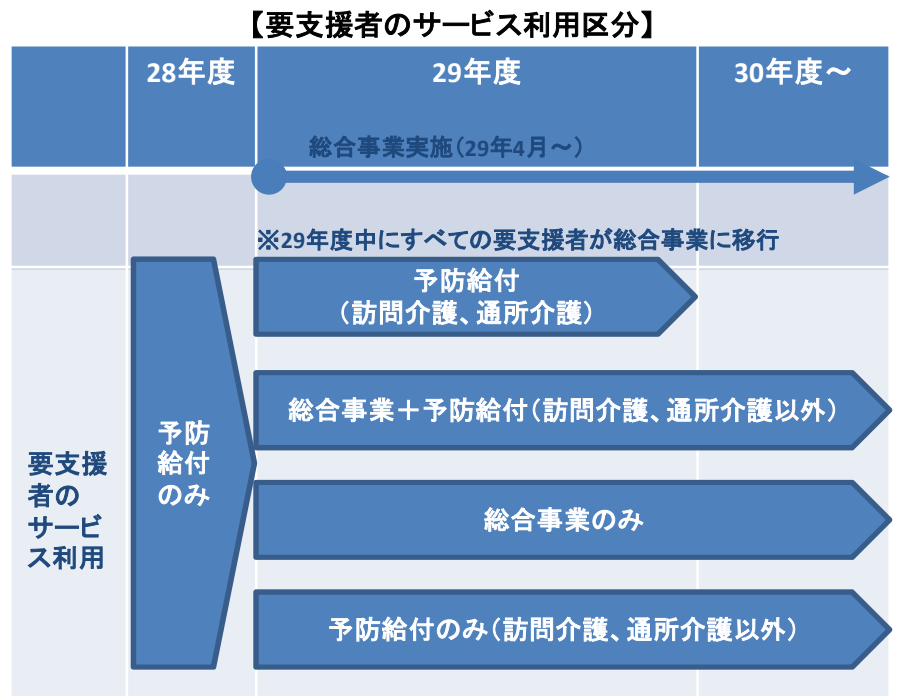 【要支援者のサービス利用区分】
28年度
29年度
30年度～
総合事業実施（29年4月～）
※29年度中にすべての要支援者が総合事業に移行
予防給付
（訪問介護、通所介護）
総合事業＋予防給付（訪問介護、通所介護以外）
予防
給付
のみ
要支援
者の
サービ
ス利用
総合事業のみ
予防給付のみ（訪問介護、通所介護以外）